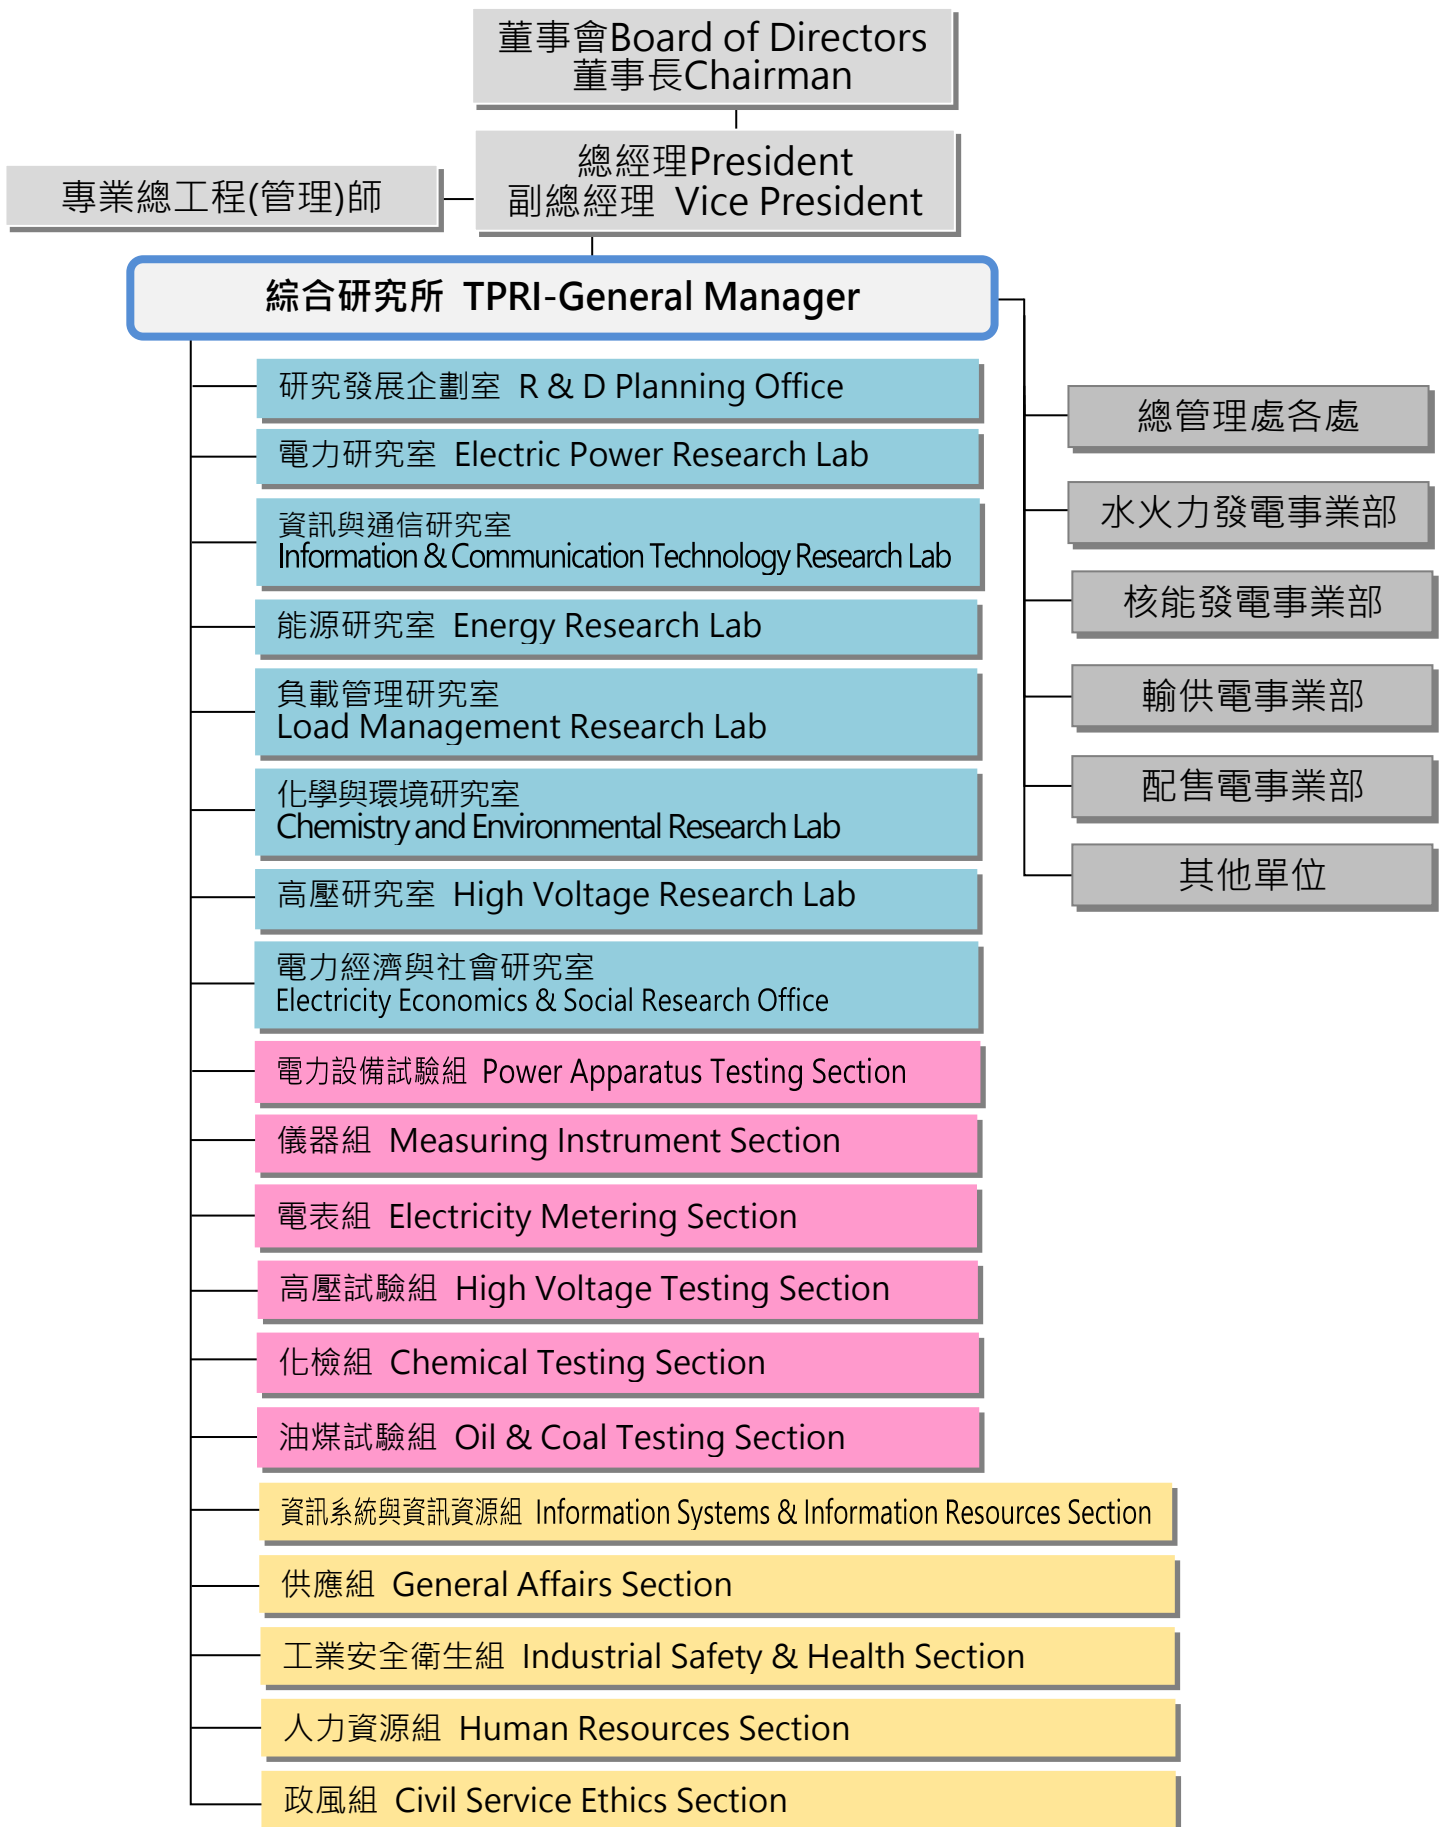 董事會Board of Directors
董事長Chairman
總經理President
副總經理 Vice President
專業總工程(管理)師
綜合研究所 TPRI-General Manager
研究發展企劃室 R & D Planning Office
電力研究室 Electric Power Research Lab
資訊與通信研究室
Information & Communication Technology Research Lab
能源研究室 Energy Research Lab
負載管理研究室
Load Management Research Lab
化學與環境研究室
Chemistry and Environmental Research Lab
高壓研究室 High Voltage Research Lab
電力經濟與社會研究室
Electricity Economics & Social Research Office
電力設備試驗組 Power Apparatus Testing Section
儀器組 Measuring Instrument Section
電表組 Electricity Metering Section
高壓試驗組 High Voltage Testing Section
化檢組 Chemical Testing Section
油煤試驗組 Oil & Coal Testing Section
資訊系統與資訊資源組 Information Systems & Information Resources Section
供應組 General Affairs Section
工業安全衛生組 Industrial Safety & Health Section
人力資源組 Human Resources Section
政風組 Civil Service Ethics Section
總管理處各處
水火力發電事業部
核能發電事業部
輸供電事業部
配售電事業部
其他單位